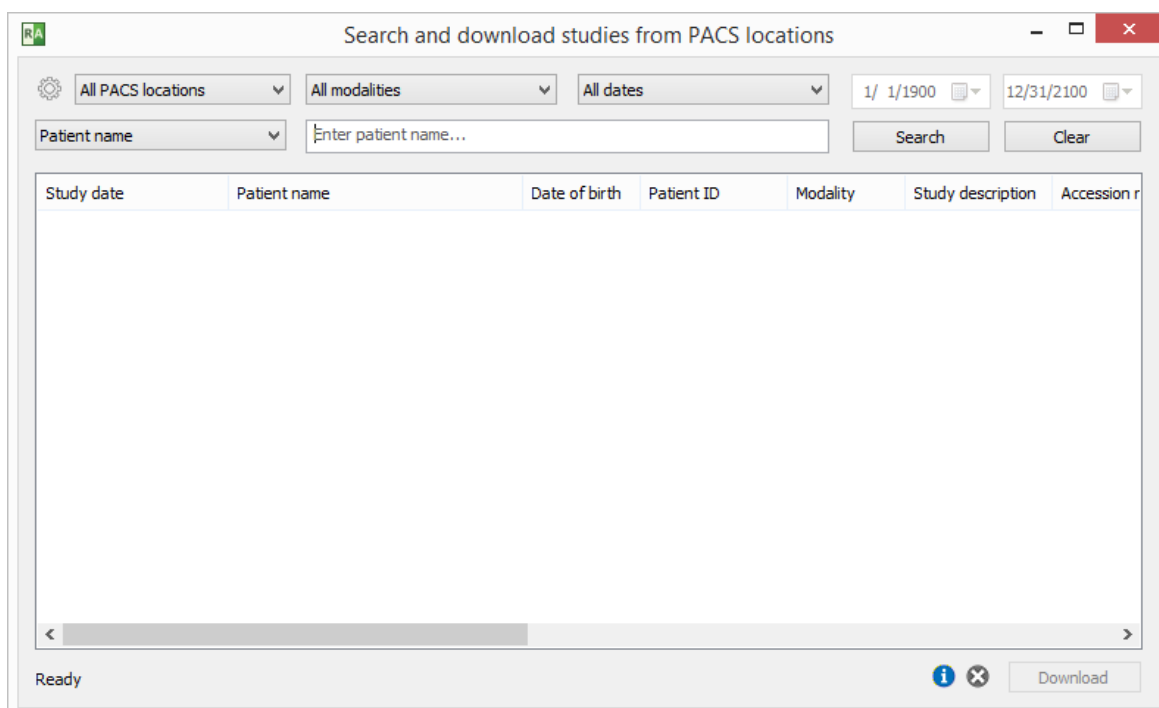 RA
Search and download studies from PACS locations
All PACS locations All modalities All dates 1/ 1/1900 12/31/2100
Patient name Enter patient name... Search Clear
Study date Patient name Date of birth Patient ID Modality Study description Accession r
Ready Download